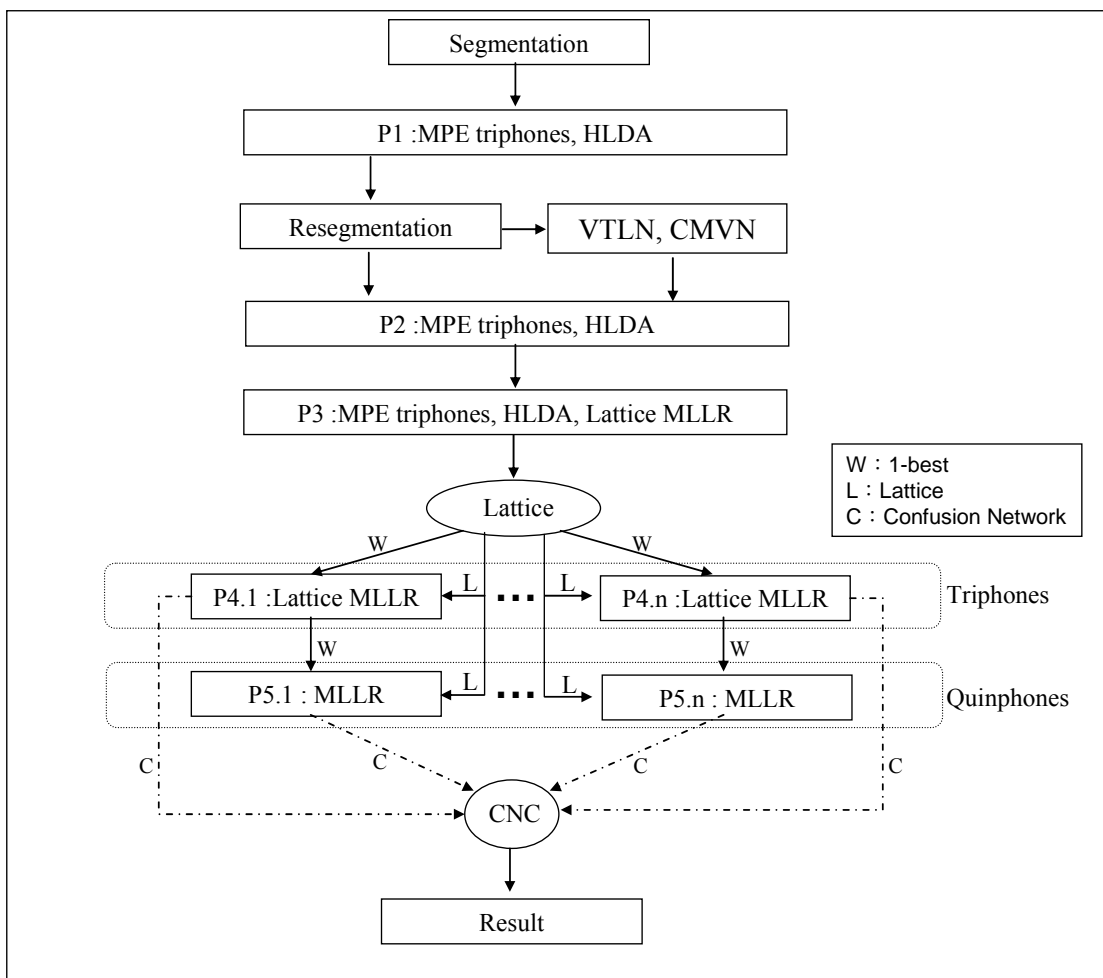 Segmentation
P1 :MPE triphones, HLDA
Resegmentation
VTLN, CMVN
P2 :MPE triphones, HLDA
P3 :MPE triphones, HLDA, Lattice MLLR
W：1-best
L：Lattice
C：Confusion Network
Lattice
W
W
P4.1 :Lattice MLLR
L
...
L
P4.n :Lattice MLLR
Triphones
W
W
P5.1 : MLLR
L
...
L
P5.n : MLLR
Quinphones
C
C
C
C
CNC
Result